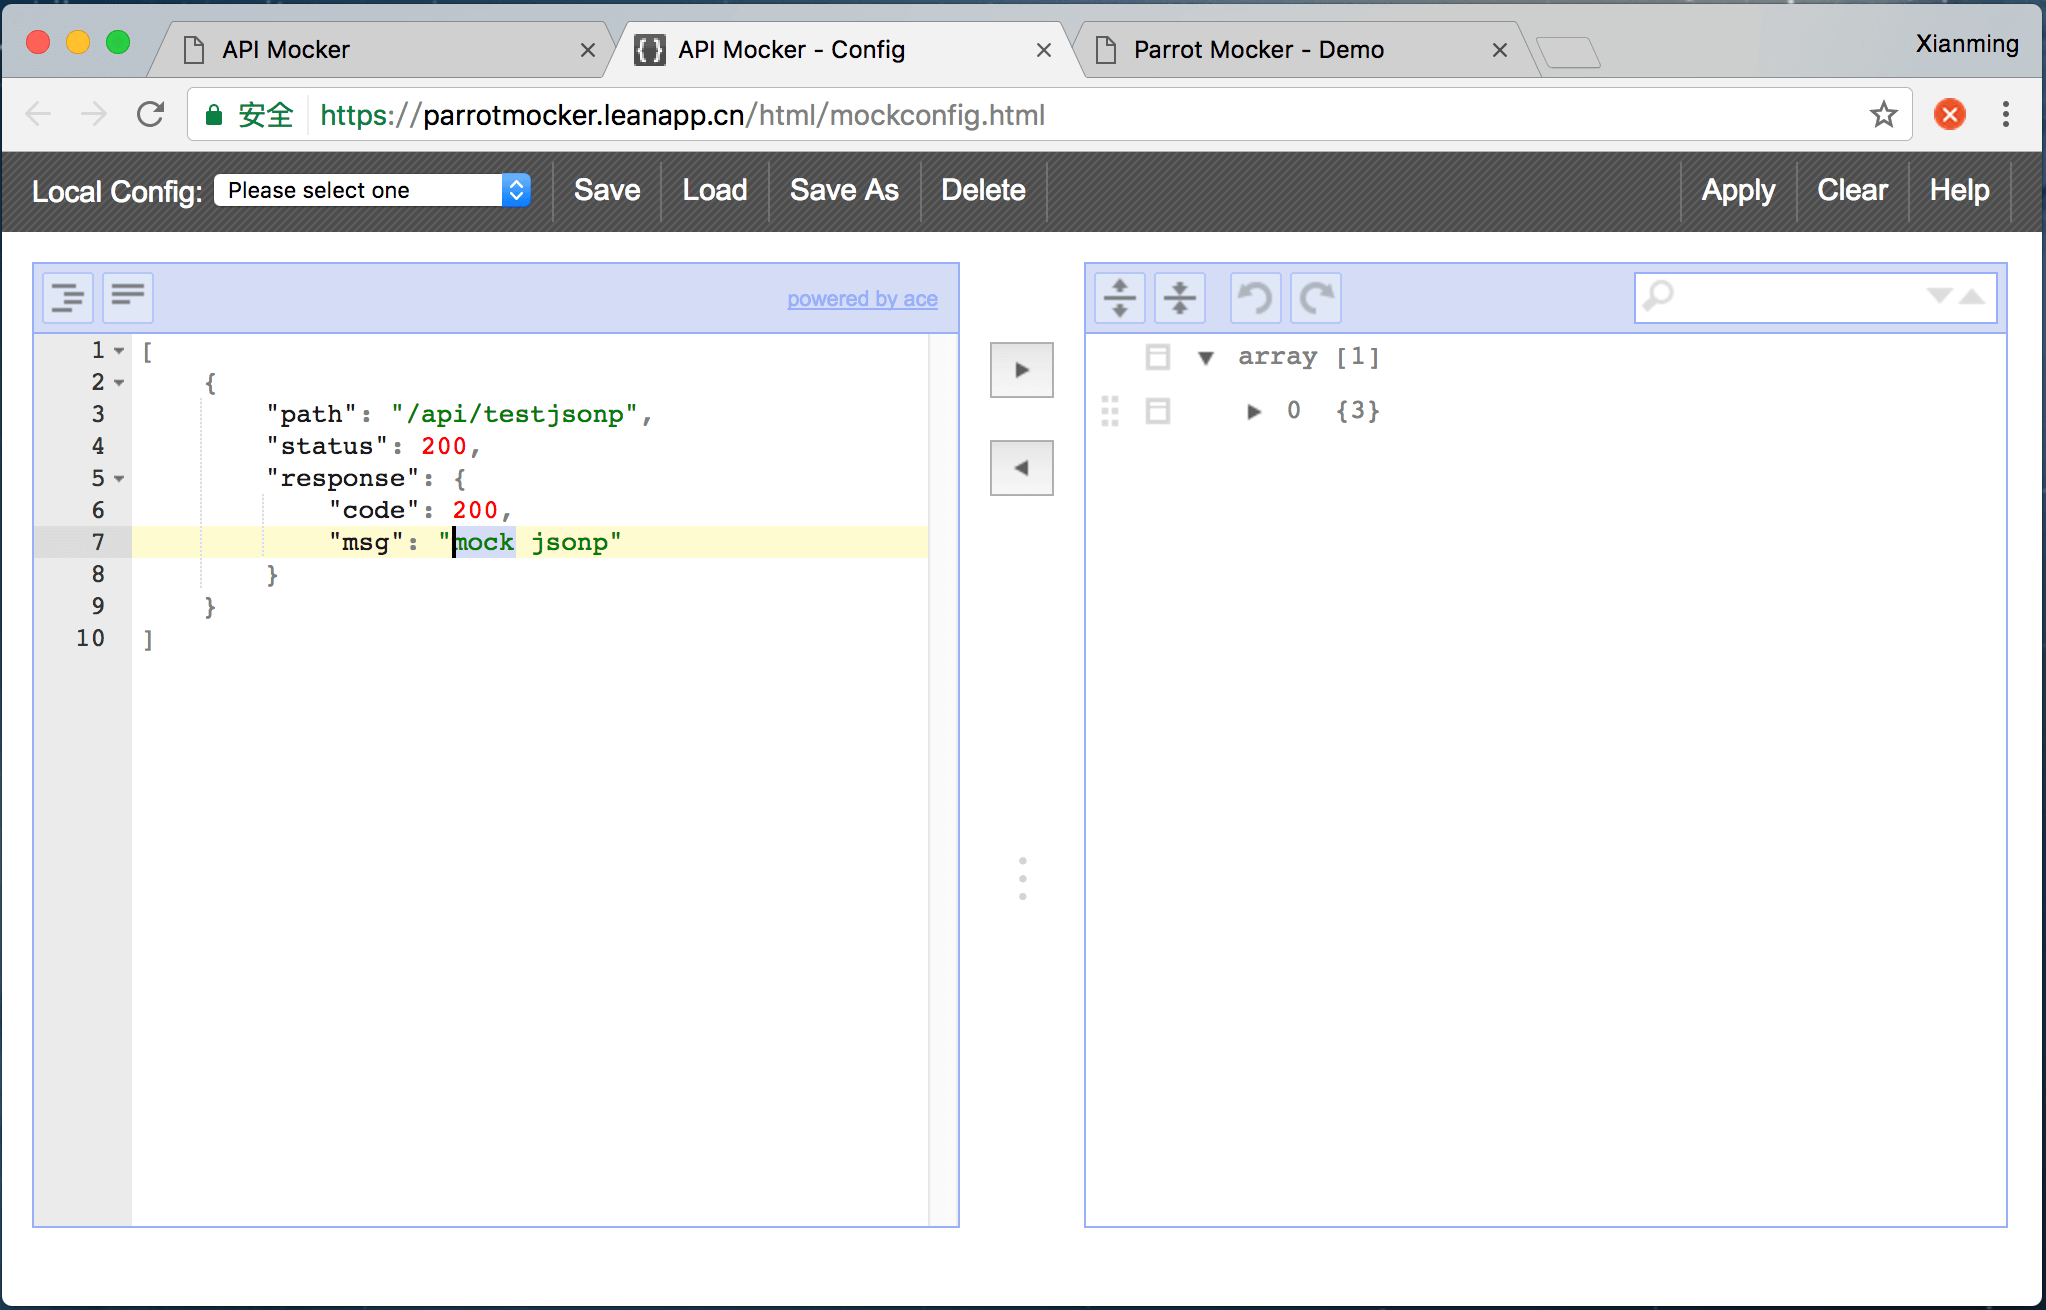 API Mocker
API Mocker - Config
Parrot Mocker - Demo
Xianming
安全 https://parrotmocker.leanapp.cn/html/mockconfig.html
Local Config: Please select one Save Load Save As Delete Apply Clear Help
powered by ace
1 [
2 {
3 "path": "/api/testjsonp",
4 "status": 200,
5 "response": {
6 "code": 200,
7 "msg": "mock jsonp"
8 }
9 }
10 ]
array [1]
0 {3}